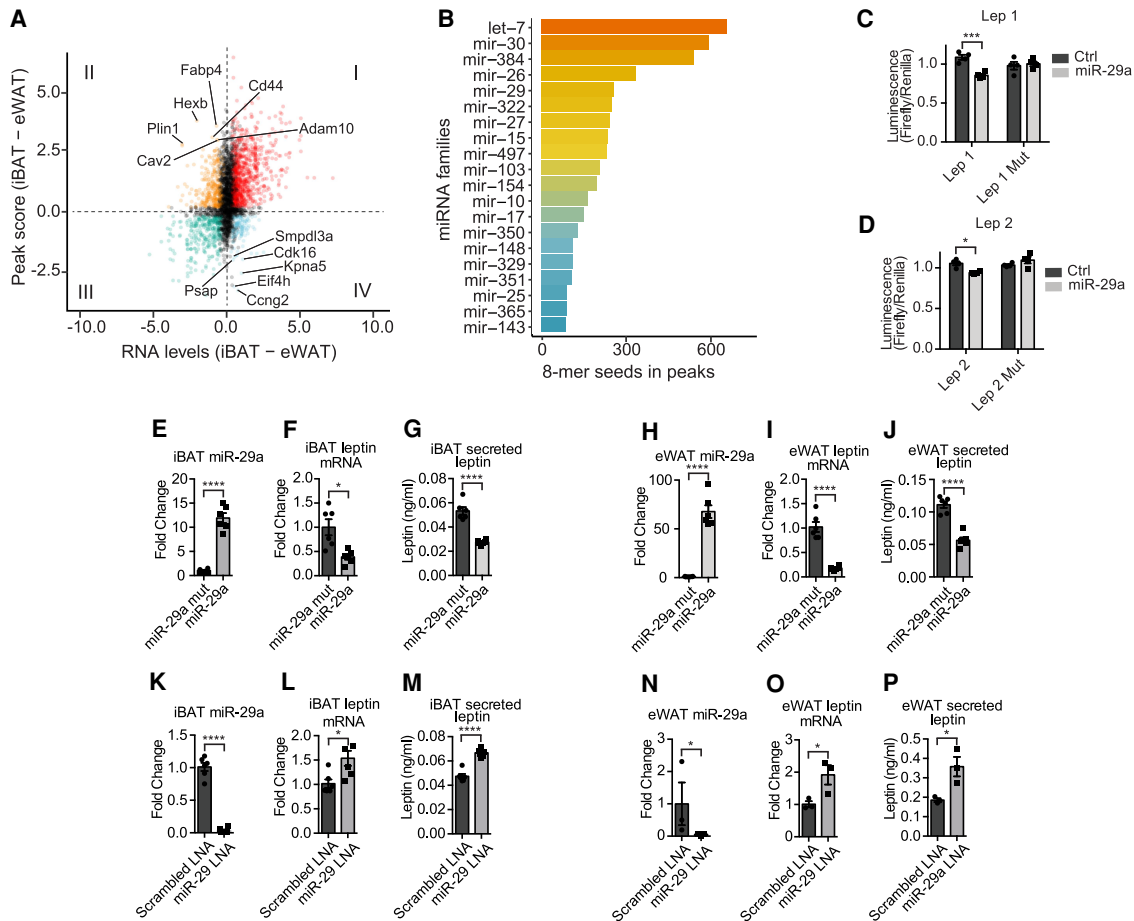 A
II
I
III
IV
Fabp4
Cd44
Hexb
Plin1
Adam10
Cav2
Smpdl3a
Cdk16
Kpna5
Eif4h
Psap
Ccng2
5.0
2.5
0.0
-2.5
-10.0 -5.0 0.0 5.0 10.0
Peak score (iBAT − eWAT)
RNA levels (iBAT − eWAT)
B
let−7
mir−30
mir−384
mir−26
mir−29
mir−322
mir−27
mir−15
mir−497
mir−103
mir−154
mir−10
mir−17
mir−350
mir−148
mir−329
mir−351
mir−25
mir−365
mir−143
miRNA families
0 300 600
8-mer seeds in peaks
C
Lep 1
***
Ctrl
miR-29a
1.0
0.0
Luminescence
(Firefly/Renilla)
Lep 1
Lep 1 Mut
D
Lep 2
*
Ctrl
miR-29a
1.0
0.0
Luminescence
(Firefly/Renilla)
Lep 2
Lep 2 Mut
E
iBAT miR-29a
****
20
15
10
5
0
Fold Change
miR-29a mut
miR-29a
F
iBAT leptin
mRNA
*
2.0
1.5
1.0
0.5
0.0
Fold Change
miR-29a mut
miR-29a
G
iBAT secreted
leptin
****
0.08
0.06
0.04
0.02
0.00
Leptin (ng/ml)
miR-29a mut
miR-29a
H
eWAT miR-29a
****
100
50
0
Fold Change
miR-29a mut
miR-29a
I
eWAT leptin
mRNA
****
2.0
1.5
1.0
0.5
0.0
Fold Change
miR-29a mut
miR-29a
J
eWAT secreted
leptin
****
0.15
0.10
0.05
0.00
Leptin (ng/ml)
miR-29a mut
miR-29a
K
iBAT miR-29a
****
1.5
1.0
0.5
0.0
Fold Change
Scrambled LNA
miR-29 LNA
L
iBAT leptin
mRNA
*
2.0
1.5
1.0
0.5
0.0
Fold Change
Scrambled LNA
miR-29 LNA
M
iBAT secreted
leptin
****
0.08
0.06
0.04
0.02
0.00
Leptin (ng/ml)
Scrambled LNA
miR-29 LNA
N
eWAT miR-29a
*
3
2
1
0
Fold Change
Scrambled LNA
miR-29 LNA
O
eWAT leptin
mRNA
*
3
2
1
0
Fold Change
Scrambled LNA
miR-29 LNA
P
eWAT secreted
leptin
*
0.5
0.4
0.3
0.2
0.1
0.0
Leptin (ng/ml)
Scrambled LNA
miR-29a LNA